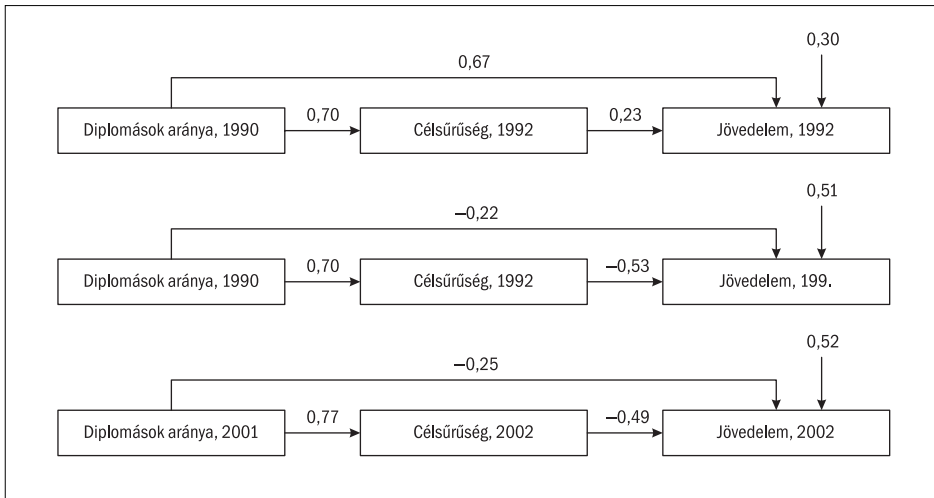 0,30
0,67
Diplomások aránya, 1990 0,70 Célsűrűség, 1992 0,23 Jövedelem, 1992
0,51
–0,22
Diplomások aránya, 1990 0,70 Célsűrűség, 1992 –0,53 Jövedelem, 199.
0,52
–0,25
Diplomások aránya, 2001 0,77 Célsűrűség, 2002 –0,49 Jövedelem, 2002